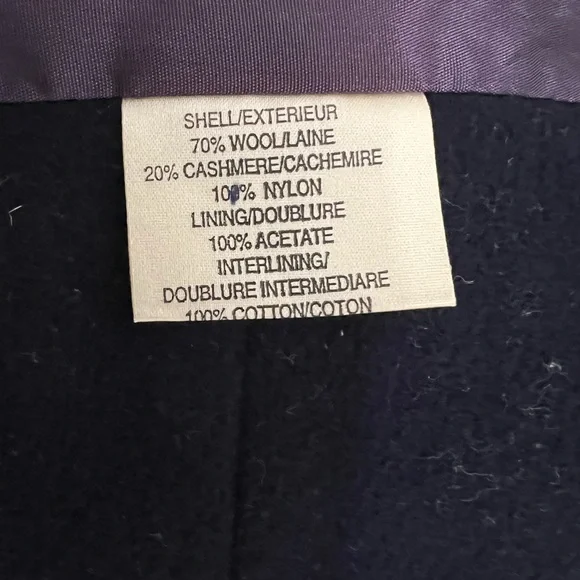 SHELL/EXTERIEUR
70% WOOL/LAINE
20% CASHMERE/CACHEMIRE
10% NYLON
LINING/DOUBLURE
100% ACETATE
INTERLINING/
DOUBLURE INTERMEDIARE
100% COTTON/COTON